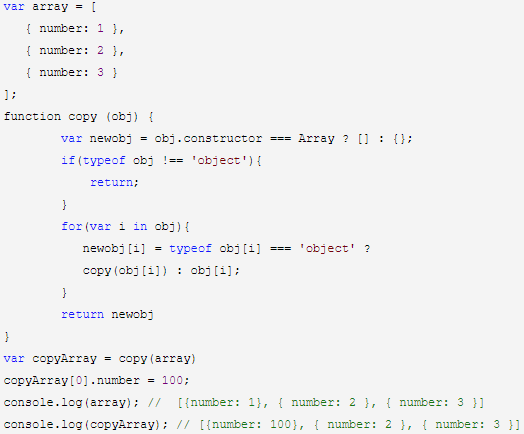 var array = [
{ number: 1 },
{ number: 2 },
{ number: 3 }
];
function copy (obj) {
var newobj = obj.constructor === Array ? [] : {};
if(typeof obj !== 'object'){
return;
}
for(var i in obj){
newobj[i] = typeof obj[i] === 'object' ?
copy(obj[i]) : obj[i];
}
return newobj
}
var copyArray = copy(array)
copyArray[0].number = 100;
console.log(array); //  [{number: 1}, { number: 2 }, { number: 3 }]
console.log(copyArray); // [{number: 100}, { number: 2 }, { number: 3 }]